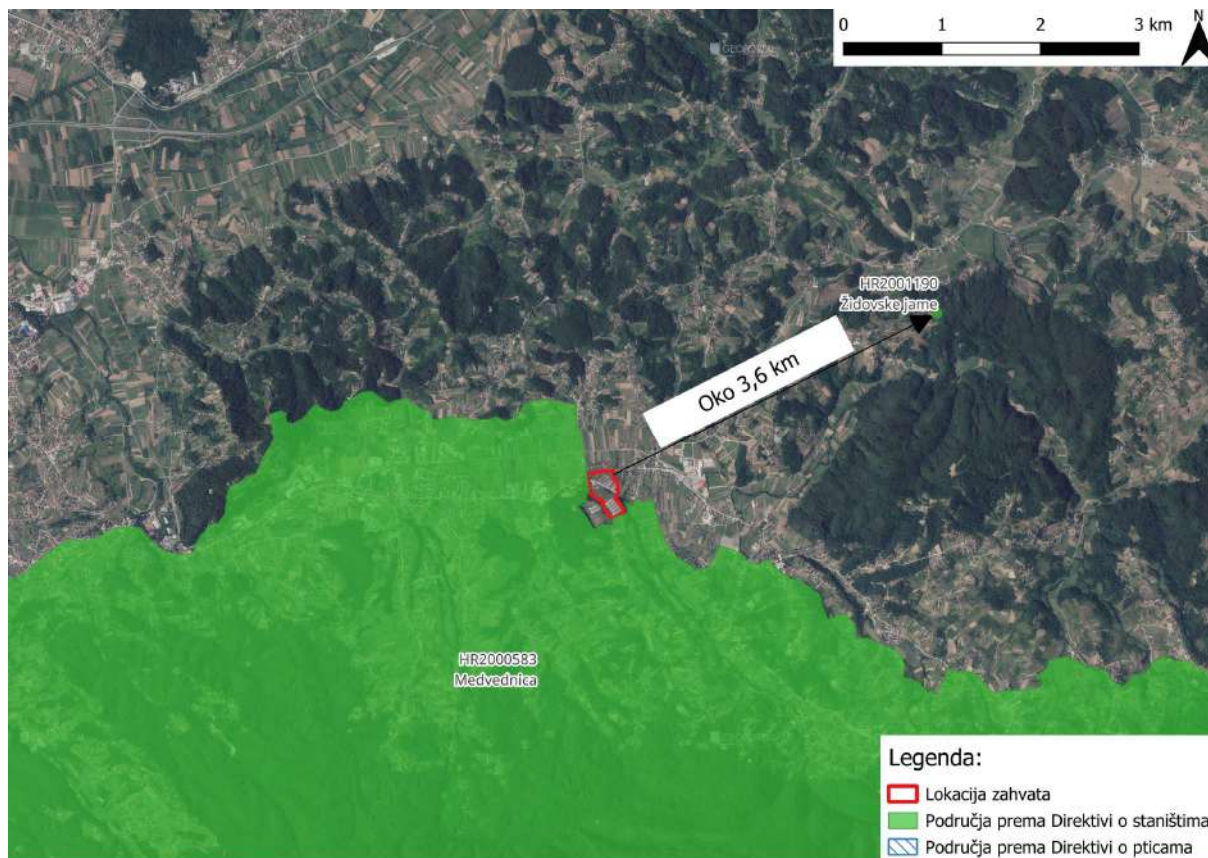 0 1 2 3 km
N
GEOPORTAL
HR2001190
Židovske jame
Oko 3,6 km
HR2000583
Medvednica
Legenda:
Lokacija zahvata
Područja prema Direktivi o staništima
Područja prema Direktivi o pticama